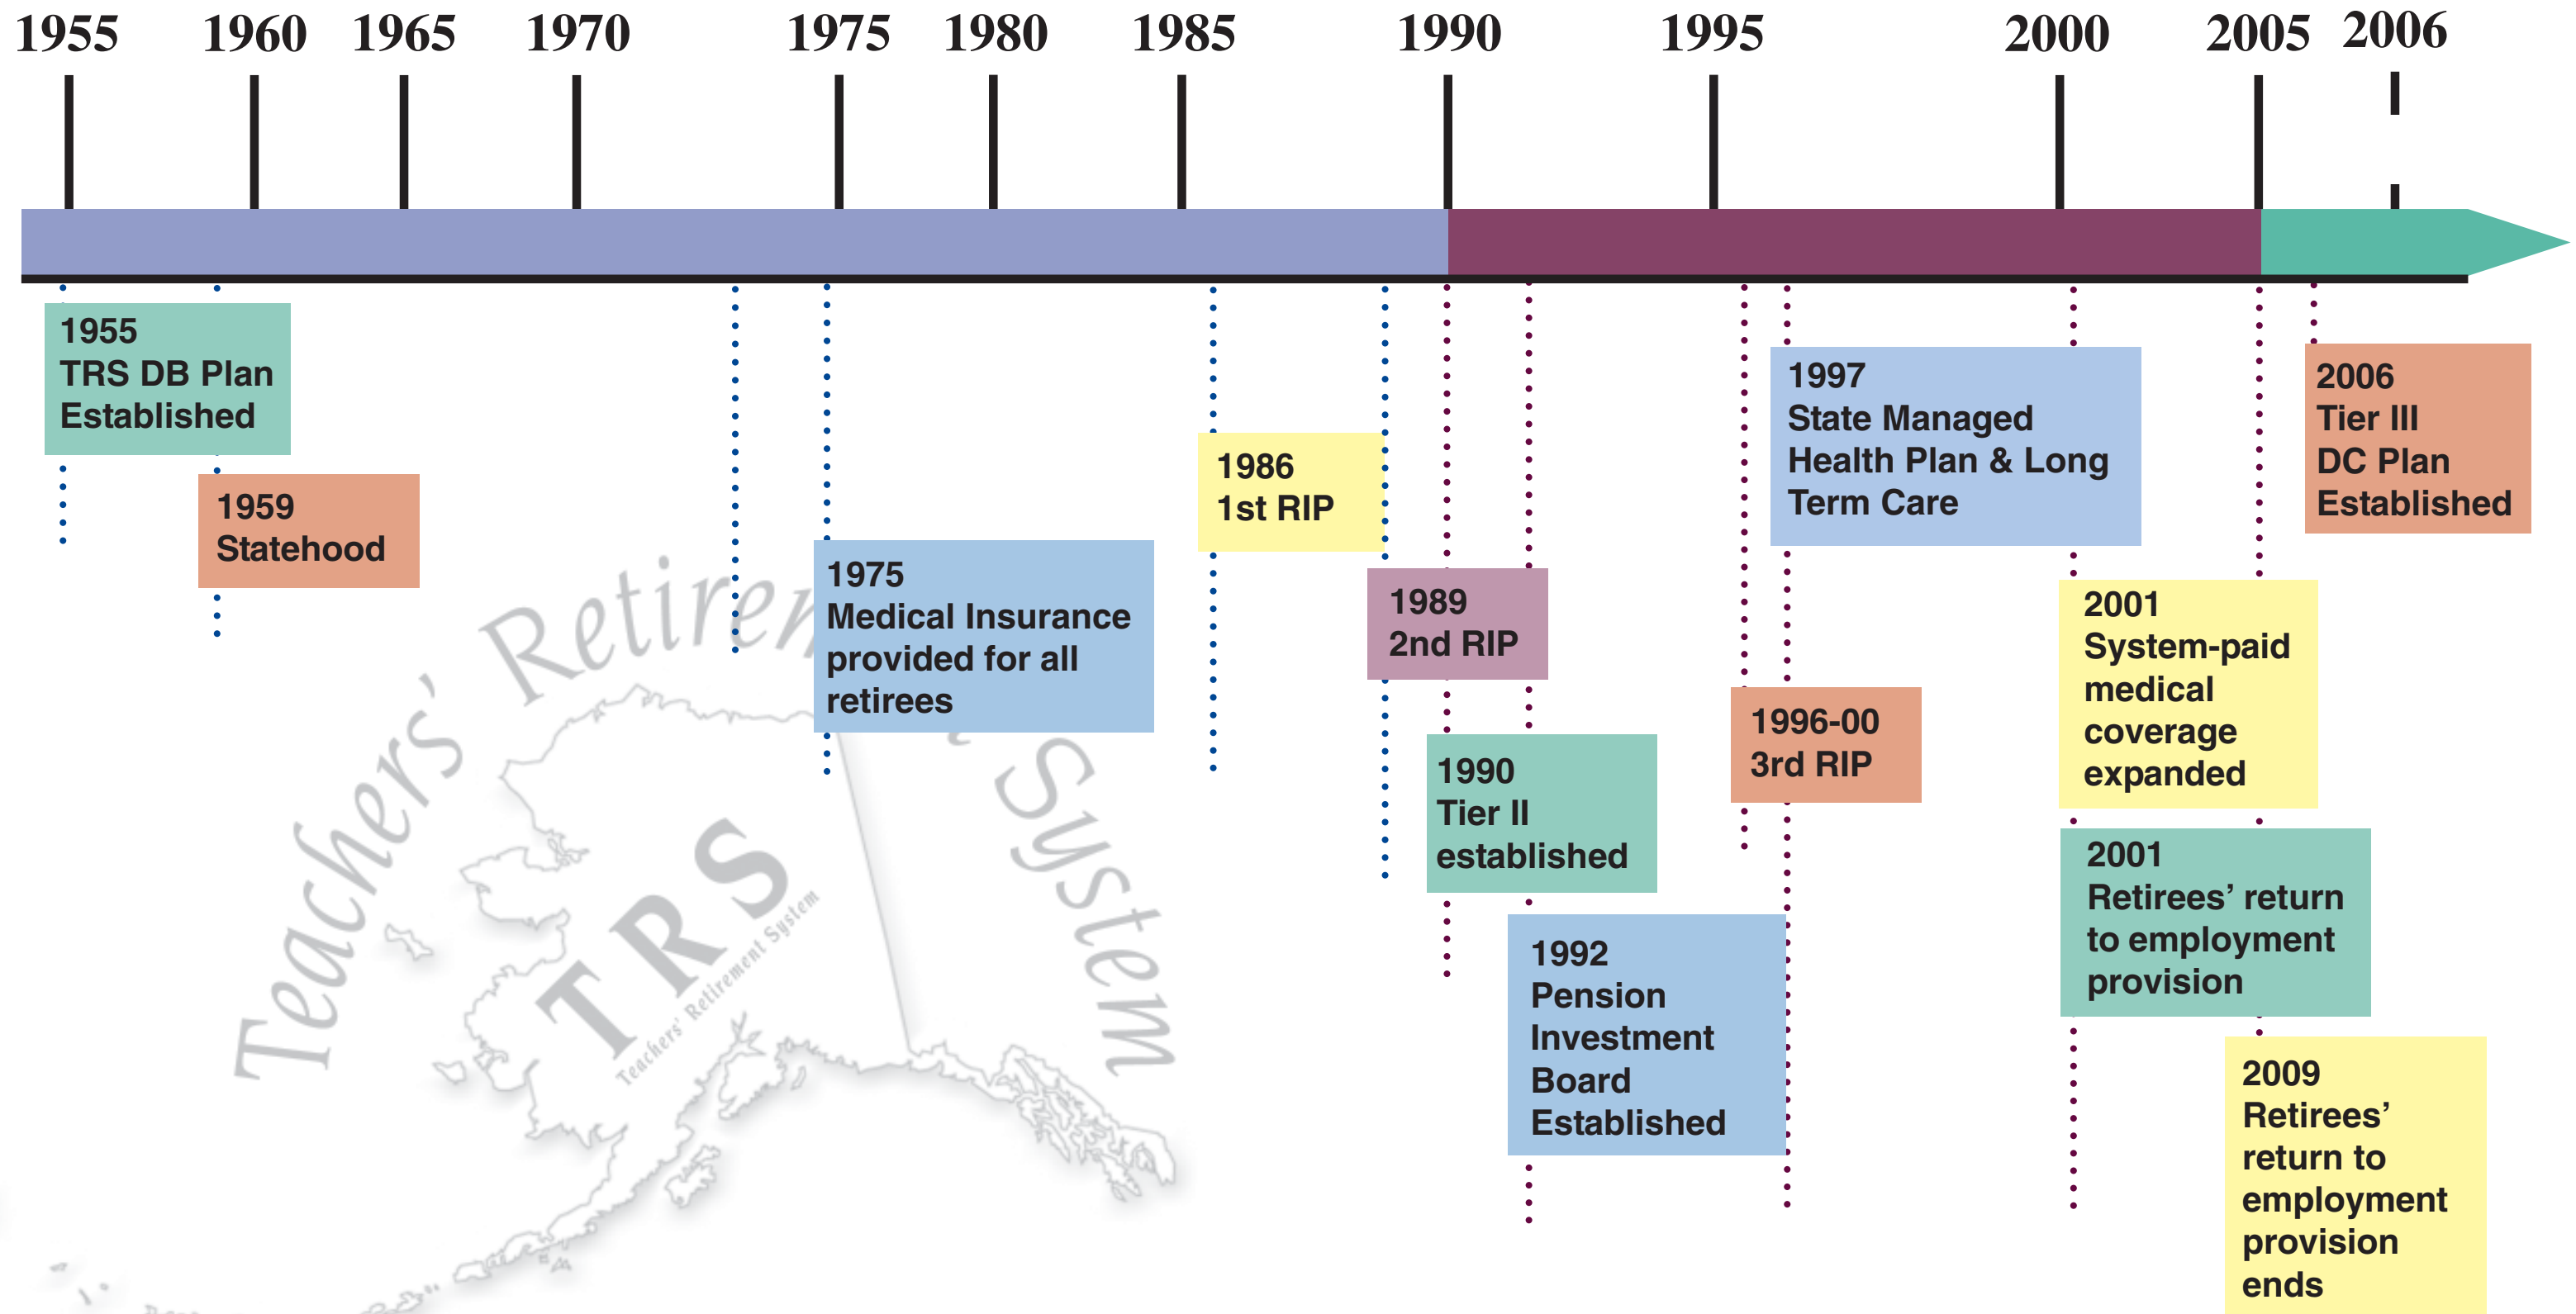 1955 1960 1965 1970 1975 1980 1985 1990 1995 2000 2005 2006
1955
TRS DB Plan
Established
1959
Statehood
1975
Medical Insurance
provided for all
retirees
1986
1st RIP
1989
2nd RIP
1990
Tier II
established
1992
Pension
Investment
Board
Established
1996-00
3rd RIP
1997
State Managed
Health Plan & Long
Term Care
2001
System-paid
medical
coverage
expanded
2001
Retirees’ return
to employment
provision
2006
Tier III
DC Plan
Established
2009
Retirees’
return to
employment
provision
ends
Teachers’ Retirem System
TRS
Teachers’ Retirement System